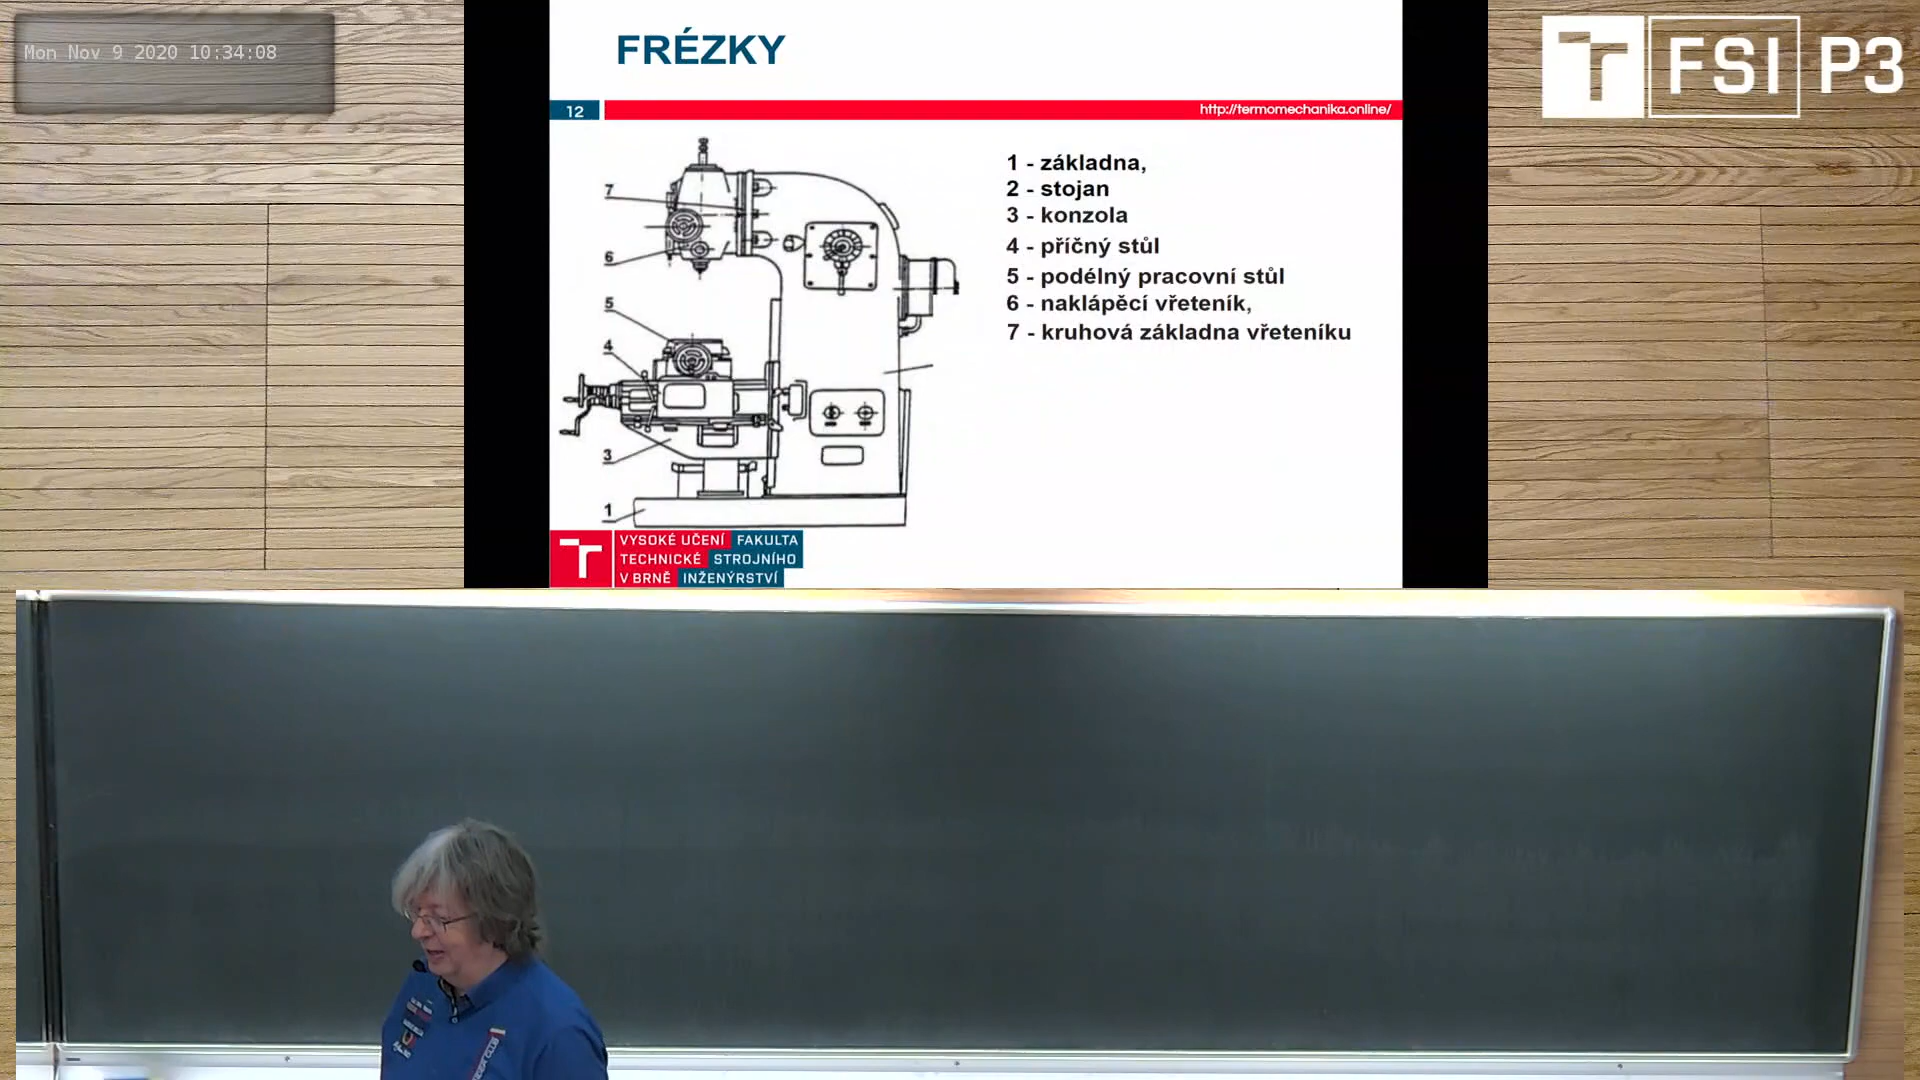 Mon Nov 9 2020 10:34:08
FSI P3
FRÉZKY
12
http://termomechanika.online/
1 - základna,
2 - stojan
3 - konzola
4 - příčný stůl
5 - podélný pracovní stůl
6 - naklápěcí vřeteník,
7 - kruhová základna vřeteníku
7
6
5
4
3
1
VYSOKÉ UČENÍ FAKULTA
TECHNICKÉ STROJNÍHO
V BRNĚ INŽENÝRSTVÍ